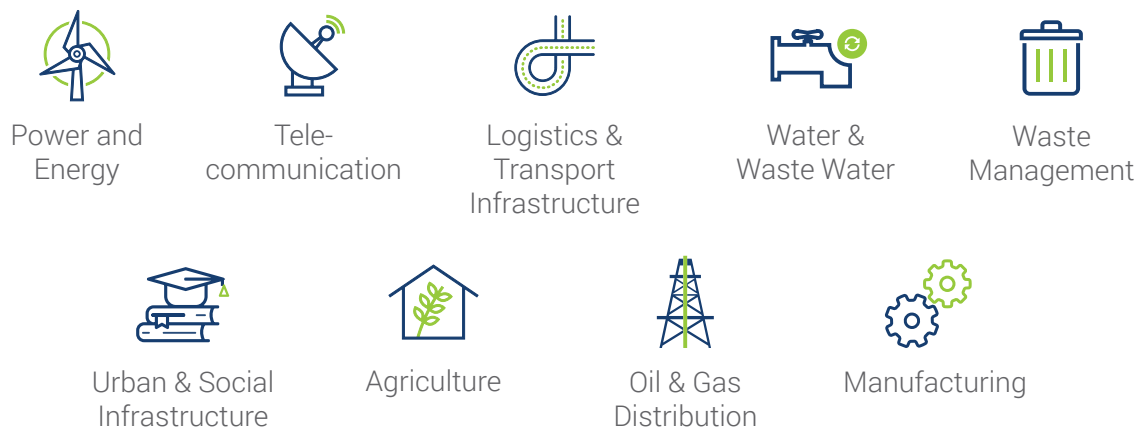 Power and
Energy
Tele-
communication
Logistics &
Transport
Infrastructure
Water &
Waste Water
Waste
Management
Urban & Social
Infrastructure
Agriculture
Oil & Gas
Distribution
Manufacturing